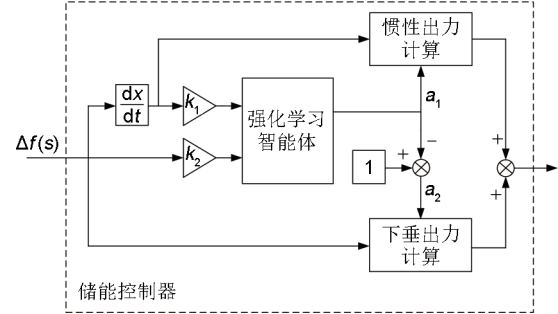 惯性出力
计算
dx
dt
k₁
强化学习
智能体
a₁
Δf(s)
k₂
−
+
1
+
+
a₂
下垂出力
计算
储能控制器